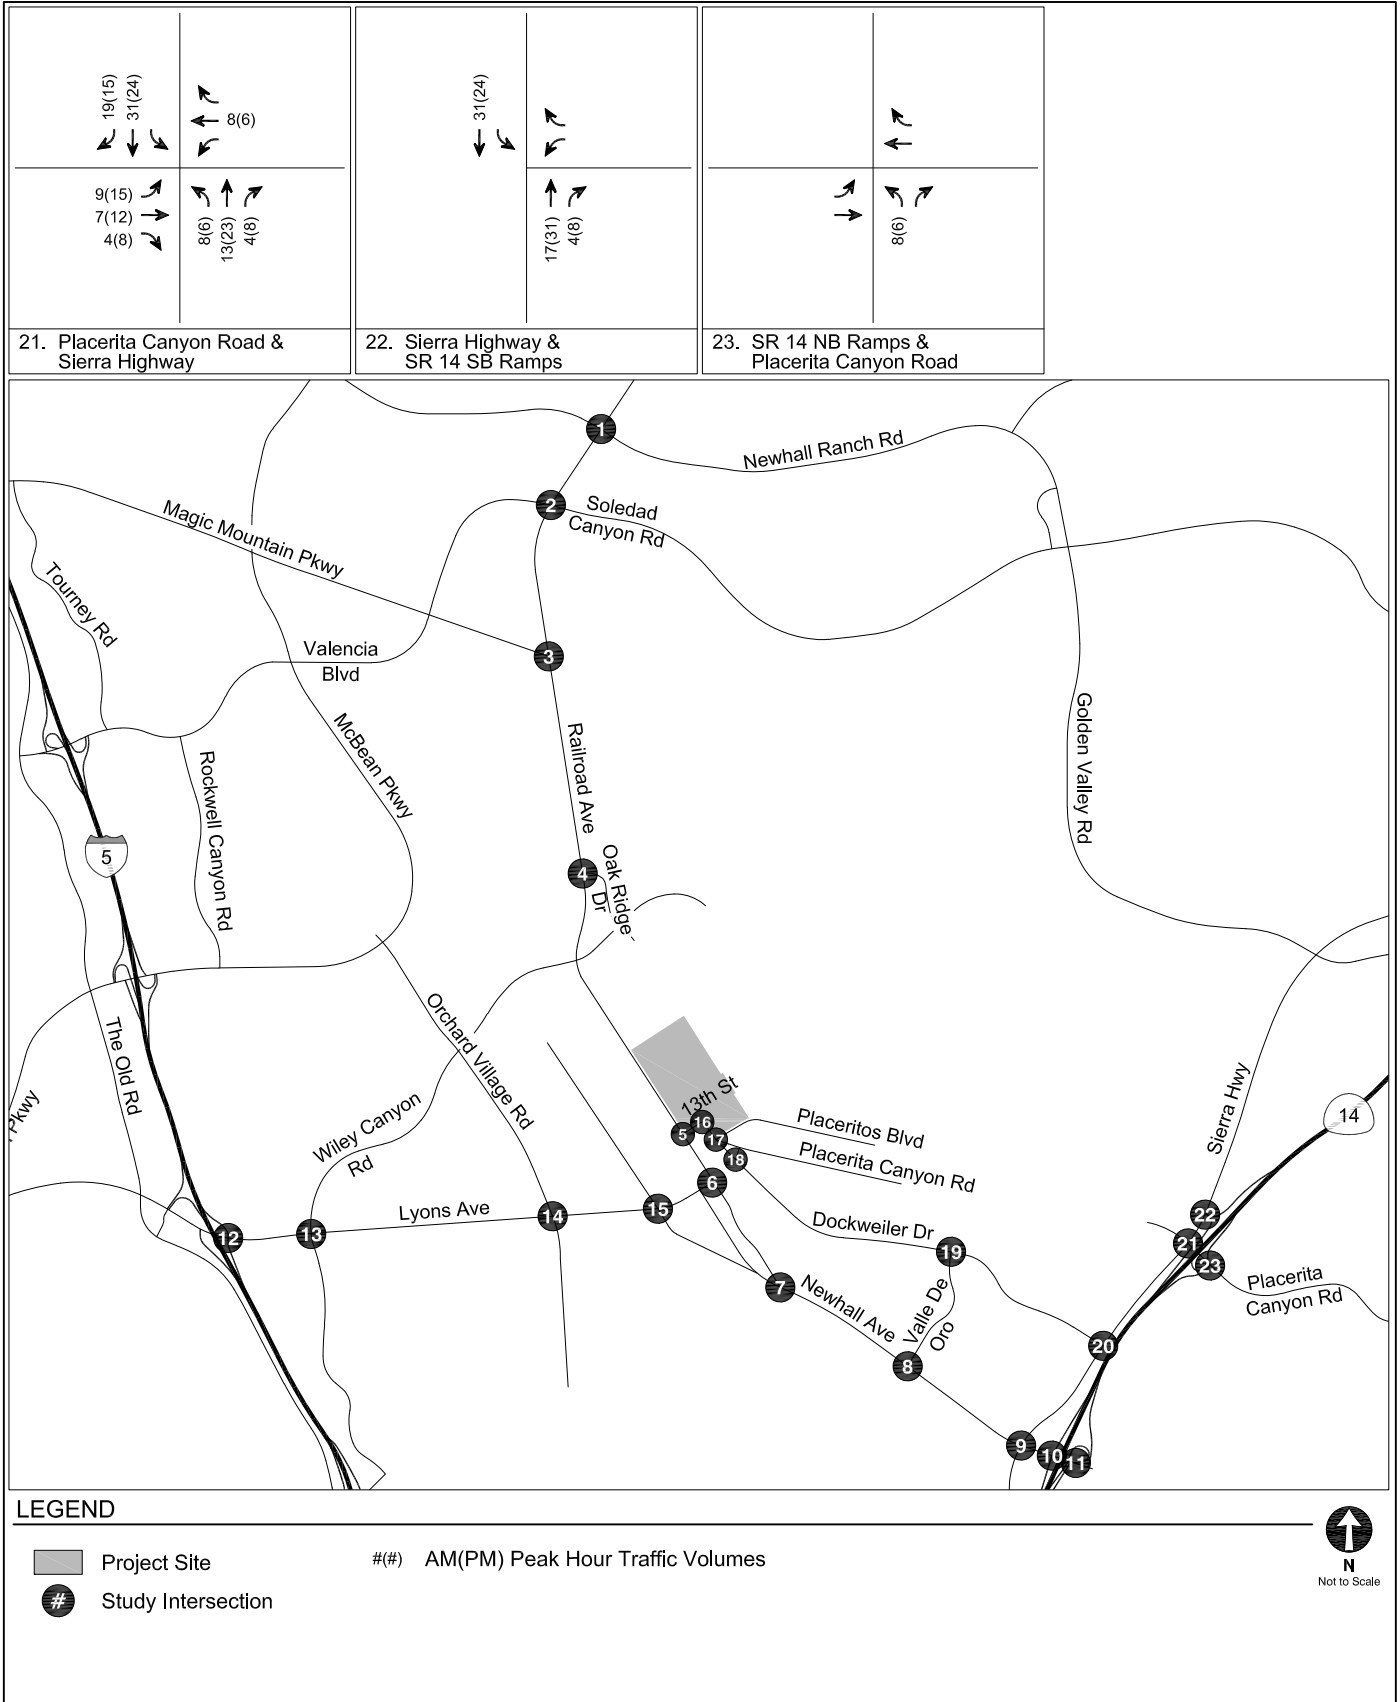 19(15)
31(24)
8(6)
9(15)
7(12)
4(8)
8(6)
13(23)
4(8)
21. Placerita Canyon Road &
Sierra Highway
31(24)
17(31)
4(8)
22. Sierra Highway &
SR 14 SB Ramps
8(6)
23. SR 14 NB Ramps &
Placerita Canyon Road
1
Newhall Ranch Rd
2
Soledad
Canyon Rd
Magic Mountain Pkwy
Tourney Rd
Valencia
Blvd
3
McBean Pkwy
Railroad Ave
Golden Valley Rd
Rockwell Canyon Rd
5
4
Oak Ridge
Dr
Orchard Village Rd
The Old Rd
Pkwy
Wiley Canyon
Rd
13th St
16
5
17
18
Placeritos Blvd
Placerita Canyon Rd
Sierra Hwy
14
6
Lyons Ave
12
13
14
15
Dockweiler Dr
19
22
21
23
Placerita
Canyon Rd
7
Newhall Ave
Valle De
Oro
8
20
9
10
11
LEGEND
Project Site
#(#) AM(PM) Peak Hour Traffic Volumes
# Study Intersection
N
Not to Scale